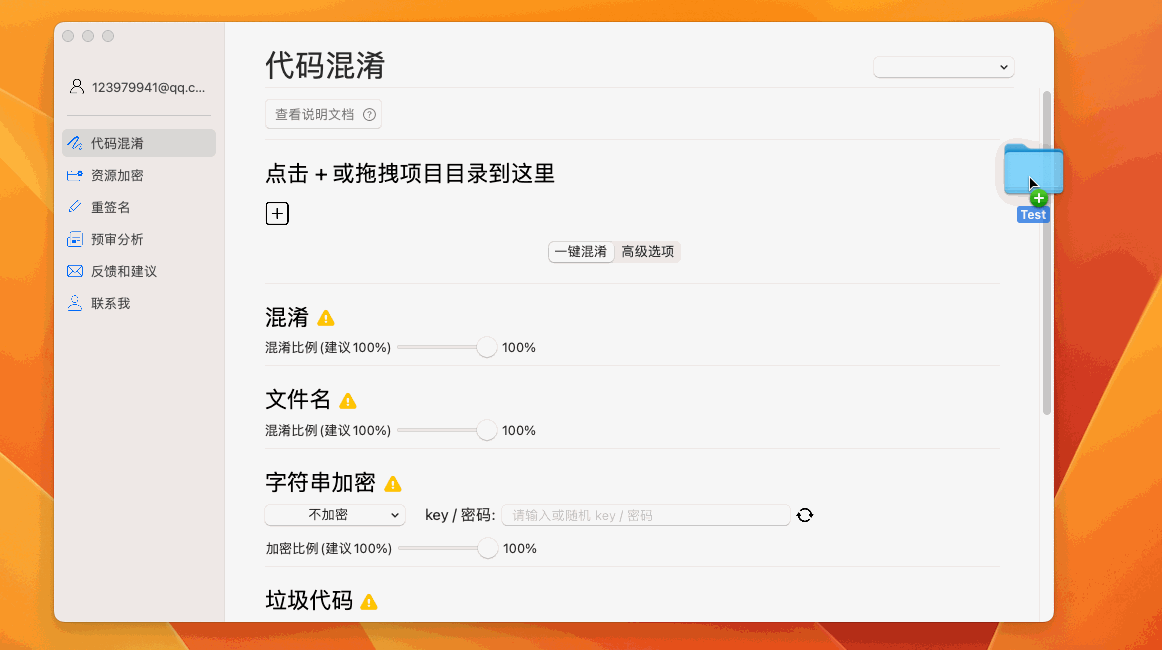 123979941@qq.c...
代码混淆
资源加密
重签名
预审分析
反馈和建议
联系我
代码混淆
查看说明文档 ?
点击 + 或拖拽项目目录到这里
Test
一键混淆 高级选项
混淆
混淆比例(建议100%) 100%
文件名
混淆比例(建议100%) 100%
字符串加密
不加密 key / 密码: 请输入或随机 key / 密码
加密比例(建议100%) 100%
垃圾代码